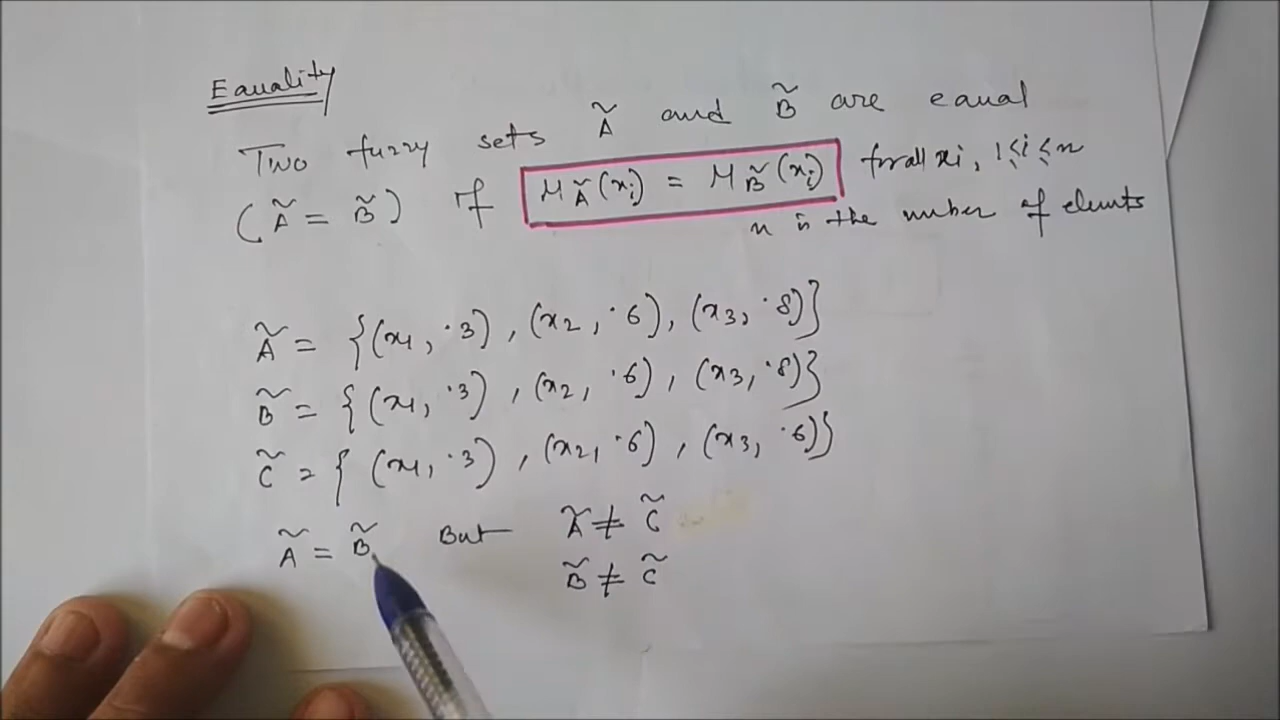 Equality
Two fuzzy sets Ã and B̃ are equal
(Ã = B̃) if μÃ(xi) = μB̃(xi) for all xi, 1≤i≤n
n is the number of elements
Ã = {(x1, ·3), (x2, ·6), (x3, ·8)}
B̃ = {(x1, ·3), (x2, ·6), (x3, ·8)}
C̃ = {(x1, ·3), (x2, ·6), (x3, ·6)}
Ã = B̃ But Ã ≠ C̃
B̃ ≠ C̃